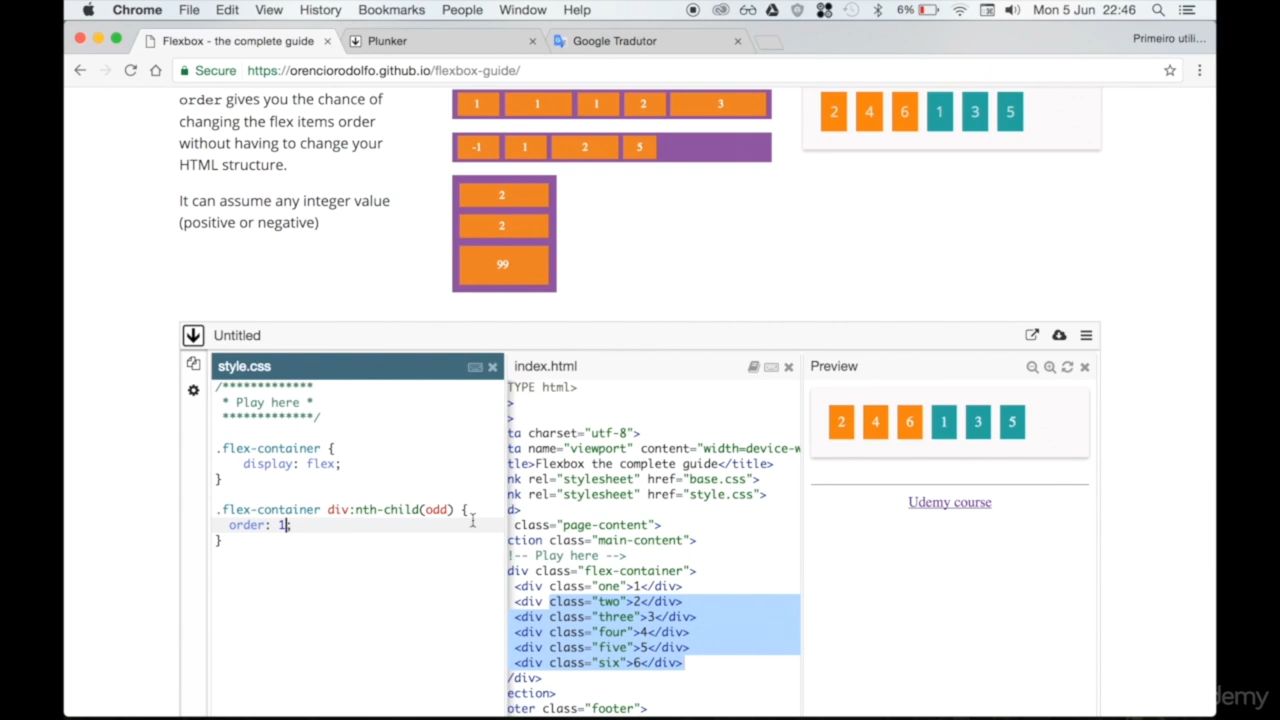 Chrome File Edit View History Bookmarks People Window Help 6% Mon 5 Jun 22:46
Flexbox - the complete guide Plunker Google Tradutor Primeiro utili...
Secure https://orenciorodolfo.github.io/flexbox-guide/
order gives you the chance of
changing the flex items order
without having to change your
HTML structure.
It can assume any integer value
(positive or negative)
1 1 1 2 3
-1 1 2 5
2
2
99
2 4 6 1 3 5
Untitled
style.css
/*************
* Play here *
*************/
.flex-container {
display: flex;
}
.flex-container div:nth-child(odd) {
order: 1;
}
index.html
TYPE html>
>
>
ta charset="utf-8">
ta name="viewport" content="width=device-w
tle>Flexbox the complete guide</title>
nk rel="stylesheet" href="base.css">
nk rel="stylesheet" href="style.css">
d>
class="page-content">
ction class="main-content">
!-- Play here -->
div class="flex-container">
<div class="one">1</div>
<div class="two">2</div>
<div class="three">3</div>
<div class="four">4</div>
<div class="five">5</div>
<div class="six">6</div>
/div>
ection>
oter class="footer">
Preview
2 4 6 1 3 5
Udemy course
demy